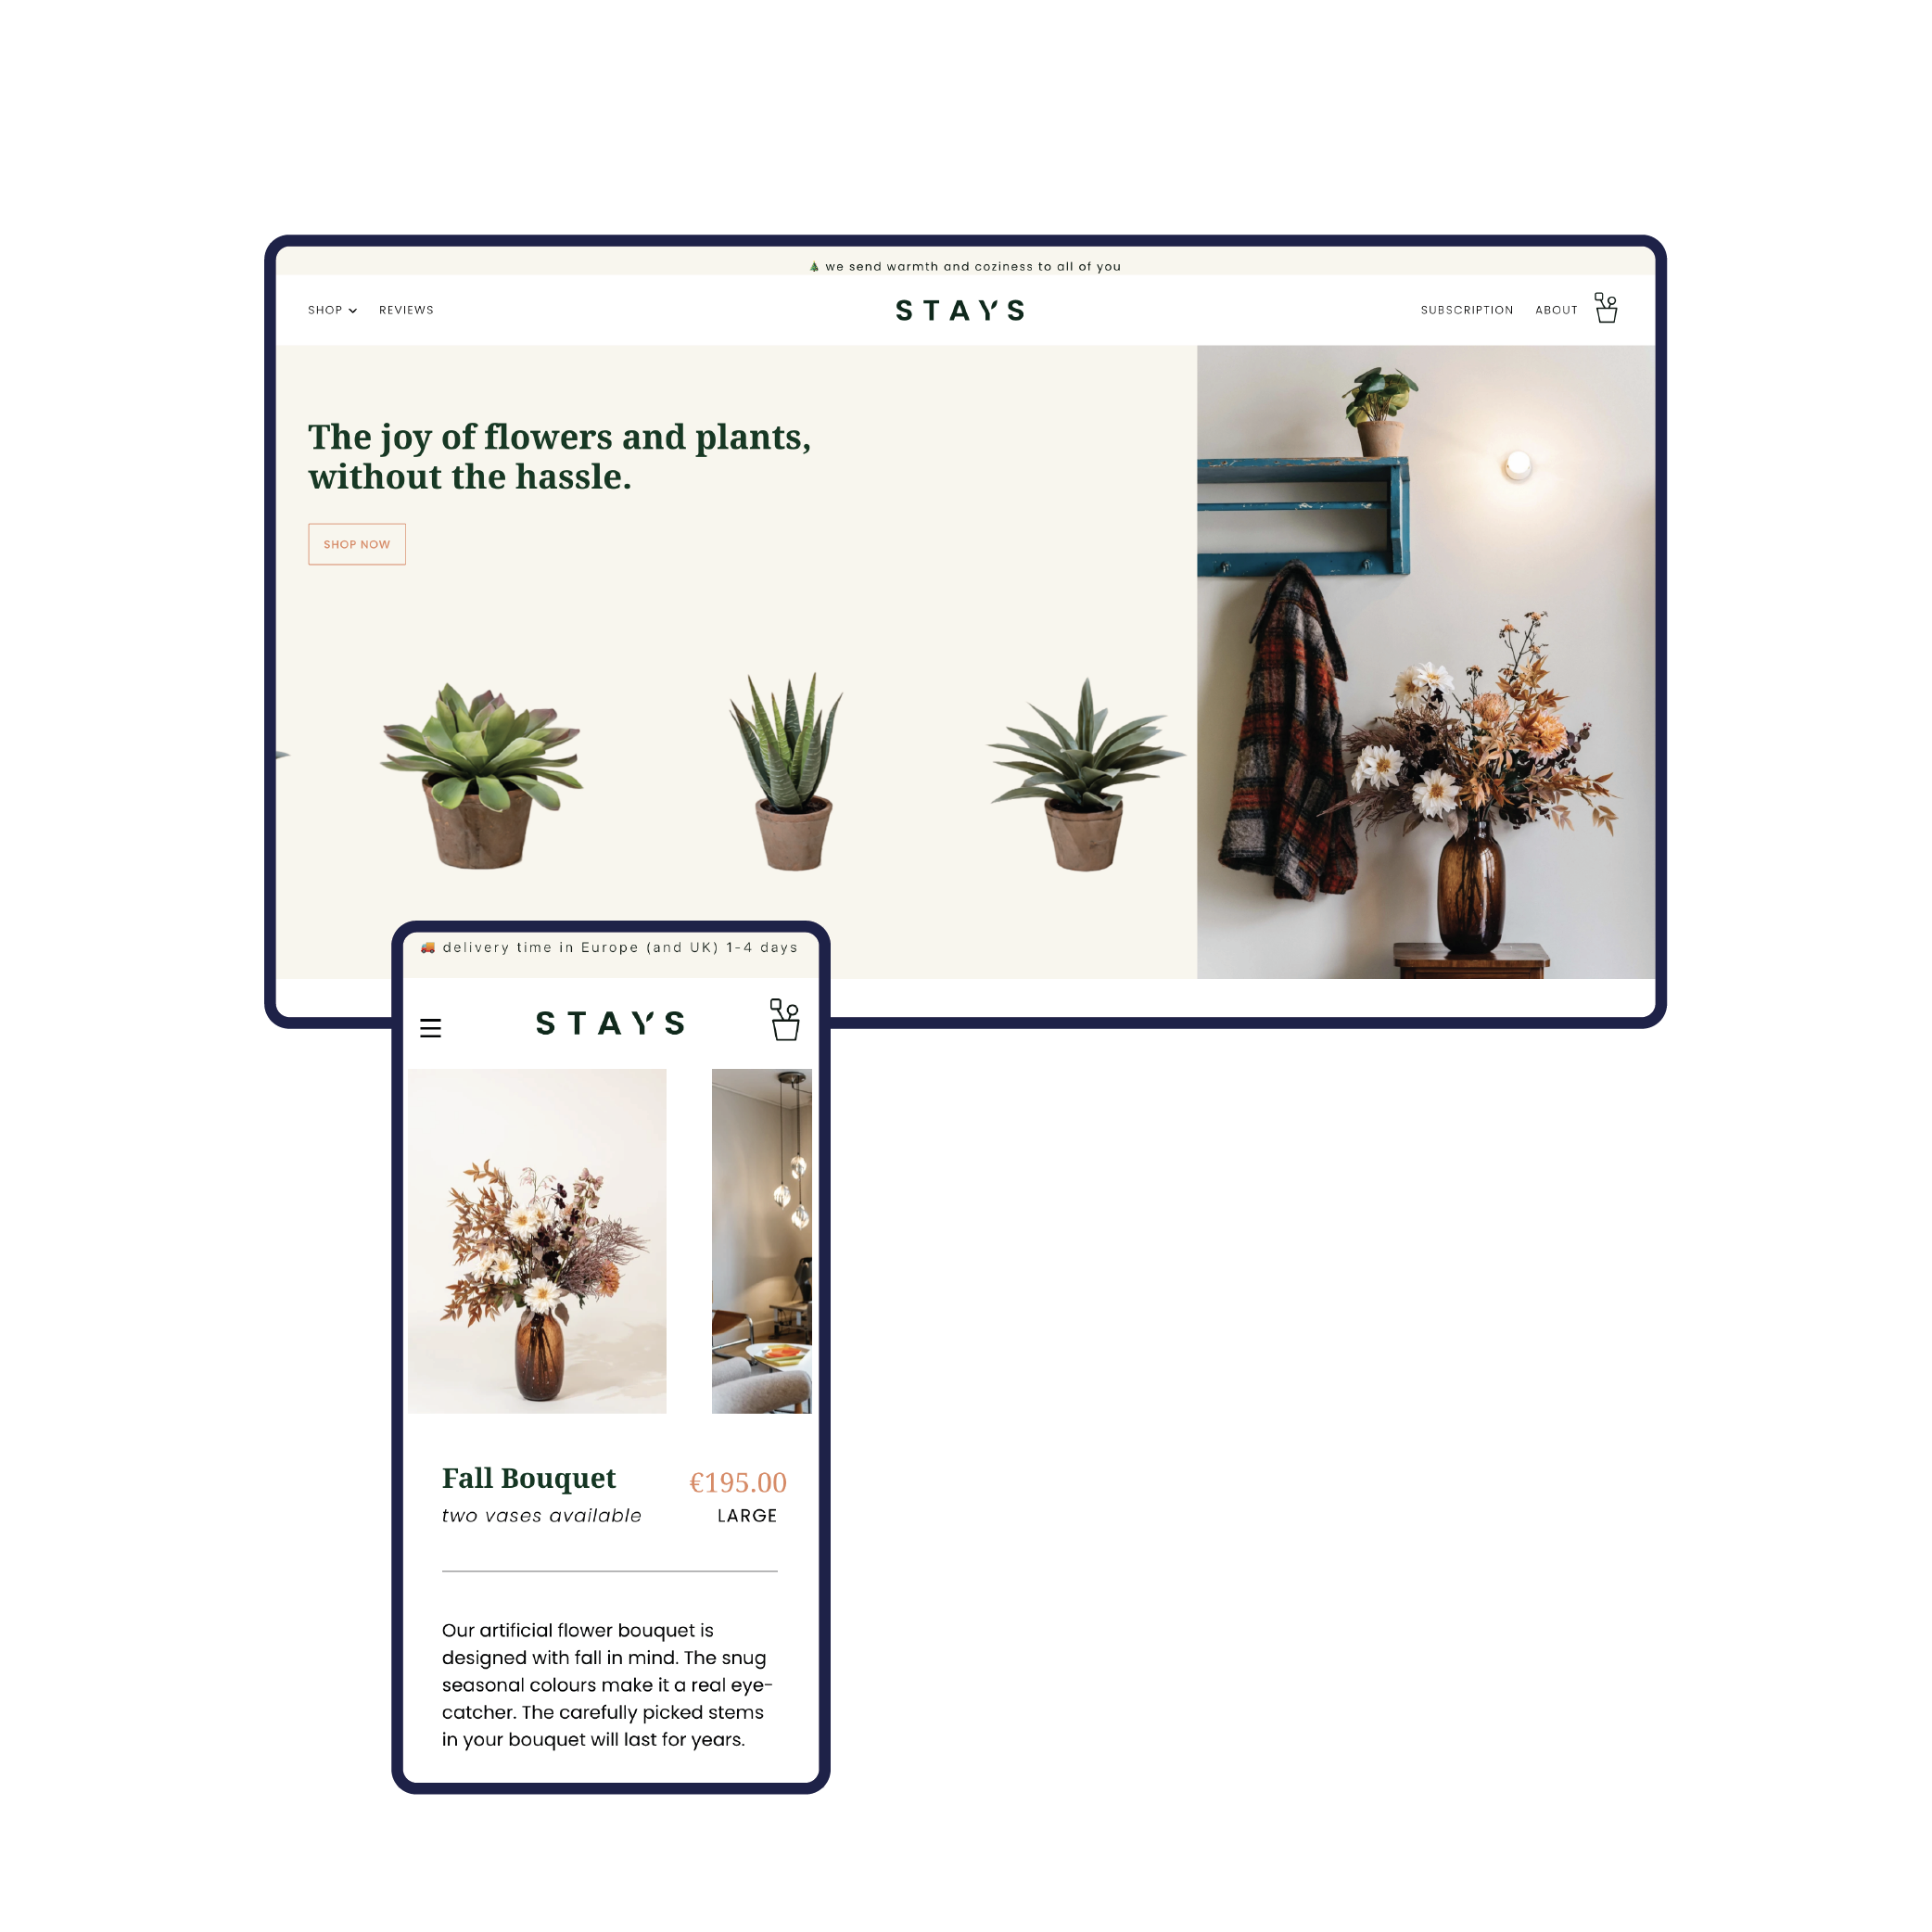 🌲 we send warmth and coziness to all of you
SHOP REVIEWS STAYS SUBSCRIPTION ABOUT
The joy of flowers and plants,
without the hassle.
SHOP NOW
🚚 delivery time in Europe (and UK) 1-4 days
STAYS
Fall Bouquet €195.00
two vases available LARGE
Our artificial flower bouquet is
designed with fall in mind. The snug
seasonal colours make it a real eye-
catcher. The carefully picked stems
in your bouquet will last for years.